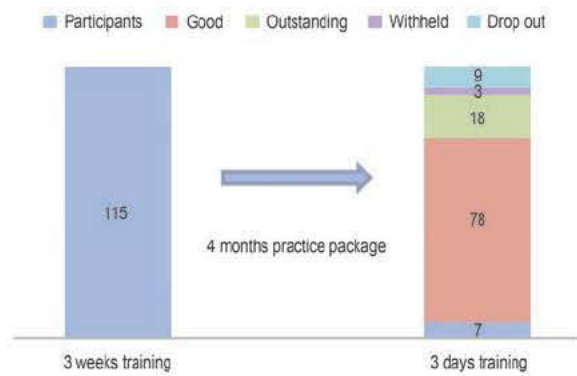 Participants Good Outstanding Withheld Drop out
9
3
18
115
78
4 months practice package
7
3 weeks training 3 days training